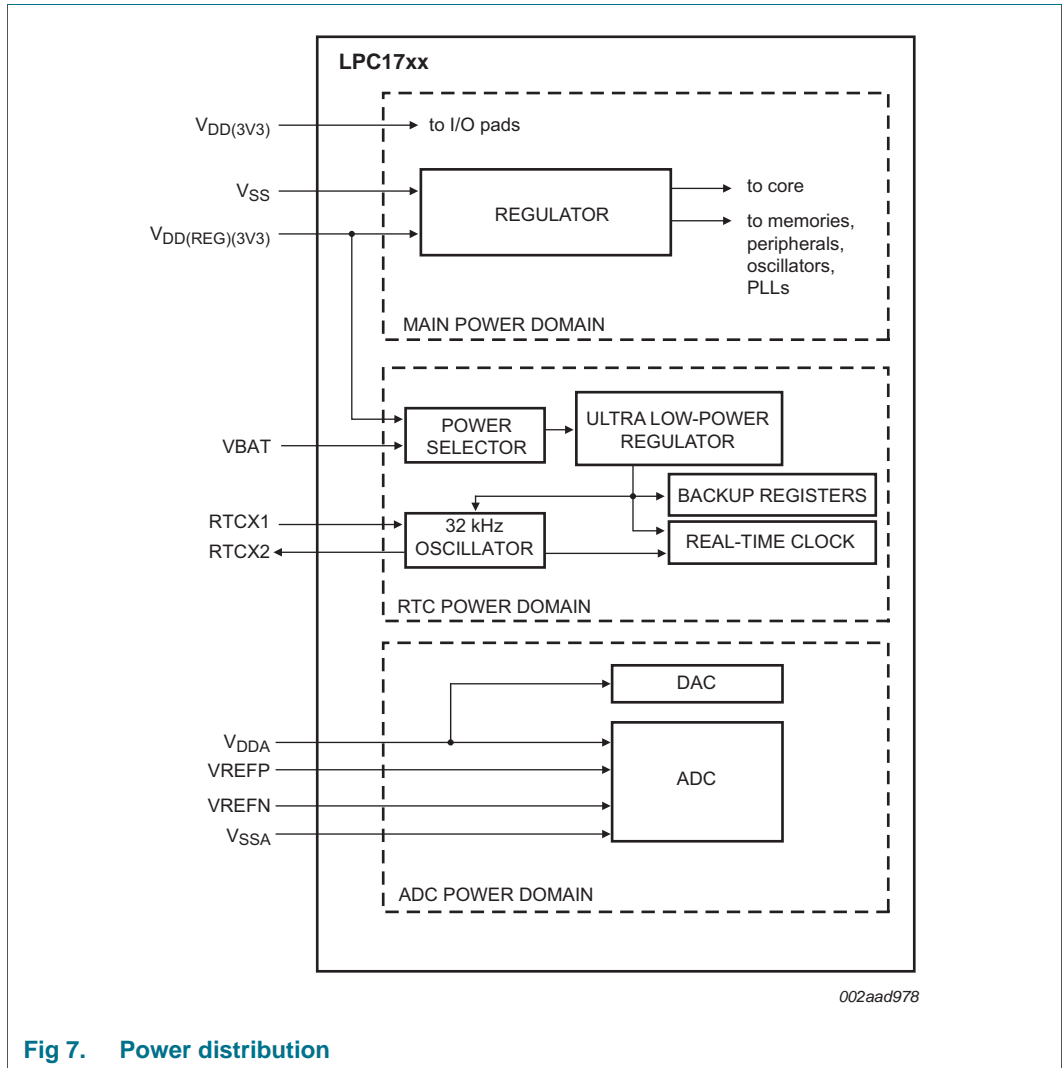 LPC17xx
VDD(3V3)
to I/O pads
VSS
REGULATOR
to core
VDD(REG)(3V3)
to memories,
peripherals,
oscillators,
PLLs
MAIN POWER DOMAIN
POWER
SELECTOR
ULTRA LOW-POWER
REGULATOR
VBAT
BACKUP REGISTERS
RTCX1
32 kHz
OSCILLATOR
REAL-TIME CLOCK
RTCX2
RTC POWER DOMAIN
DAC
VDDA
VREFP
ADC
VREFN
VSSA
ADC POWER DOMAIN
002aad978
Fig 7. Power distribution